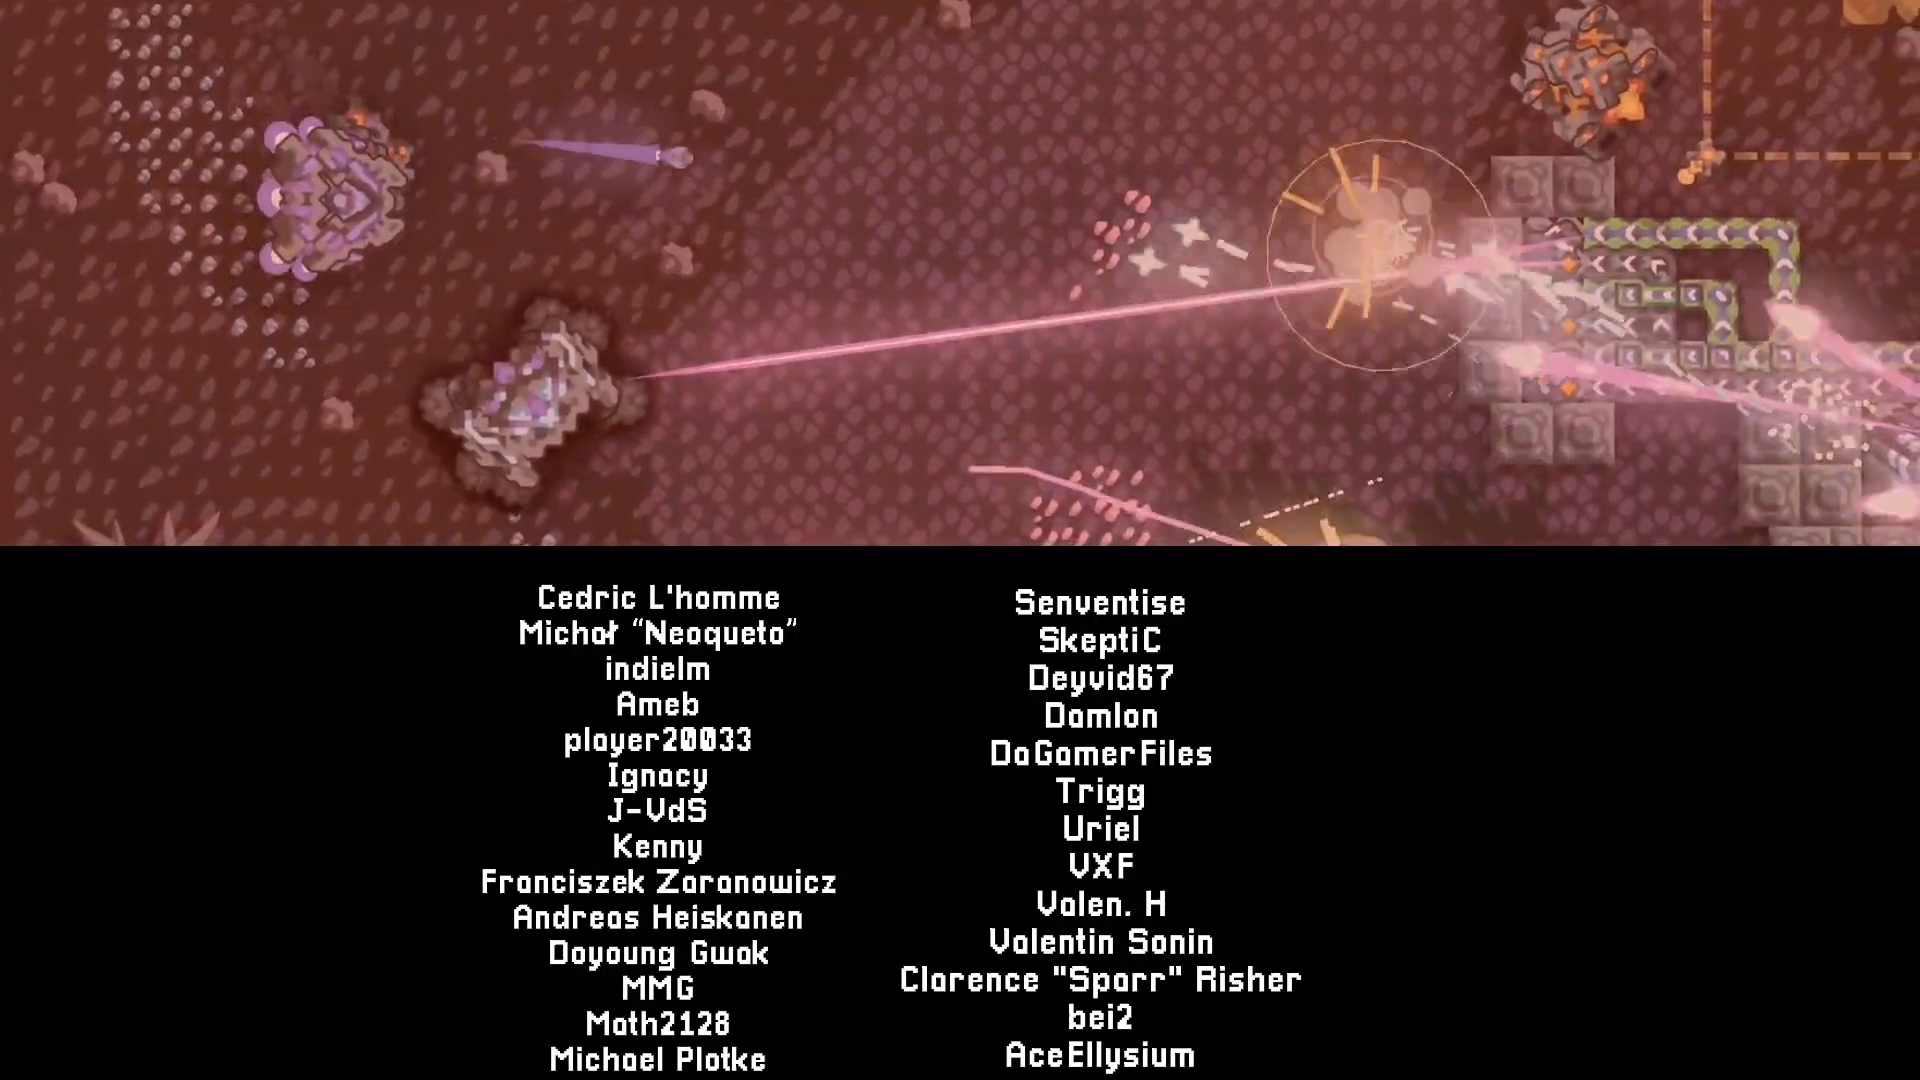 Cedric L'homme
Michał “Neoqueto”
indielm
Ameb
player20033
Ignacy
J-VdS
Kenny
Franciszek Zaranowicz
Andreas Heiskanen
Doyoung Gwak
MMG
Math2128
Michael Plotke
Senventise
SkeptiC
Deyvid67
Damlon
DaGamerFiles
Trigg
Uriel
VXF
Valen. H
Valentin Sonin
Clarence "Sparr" Risher
bei2
AceEllysium